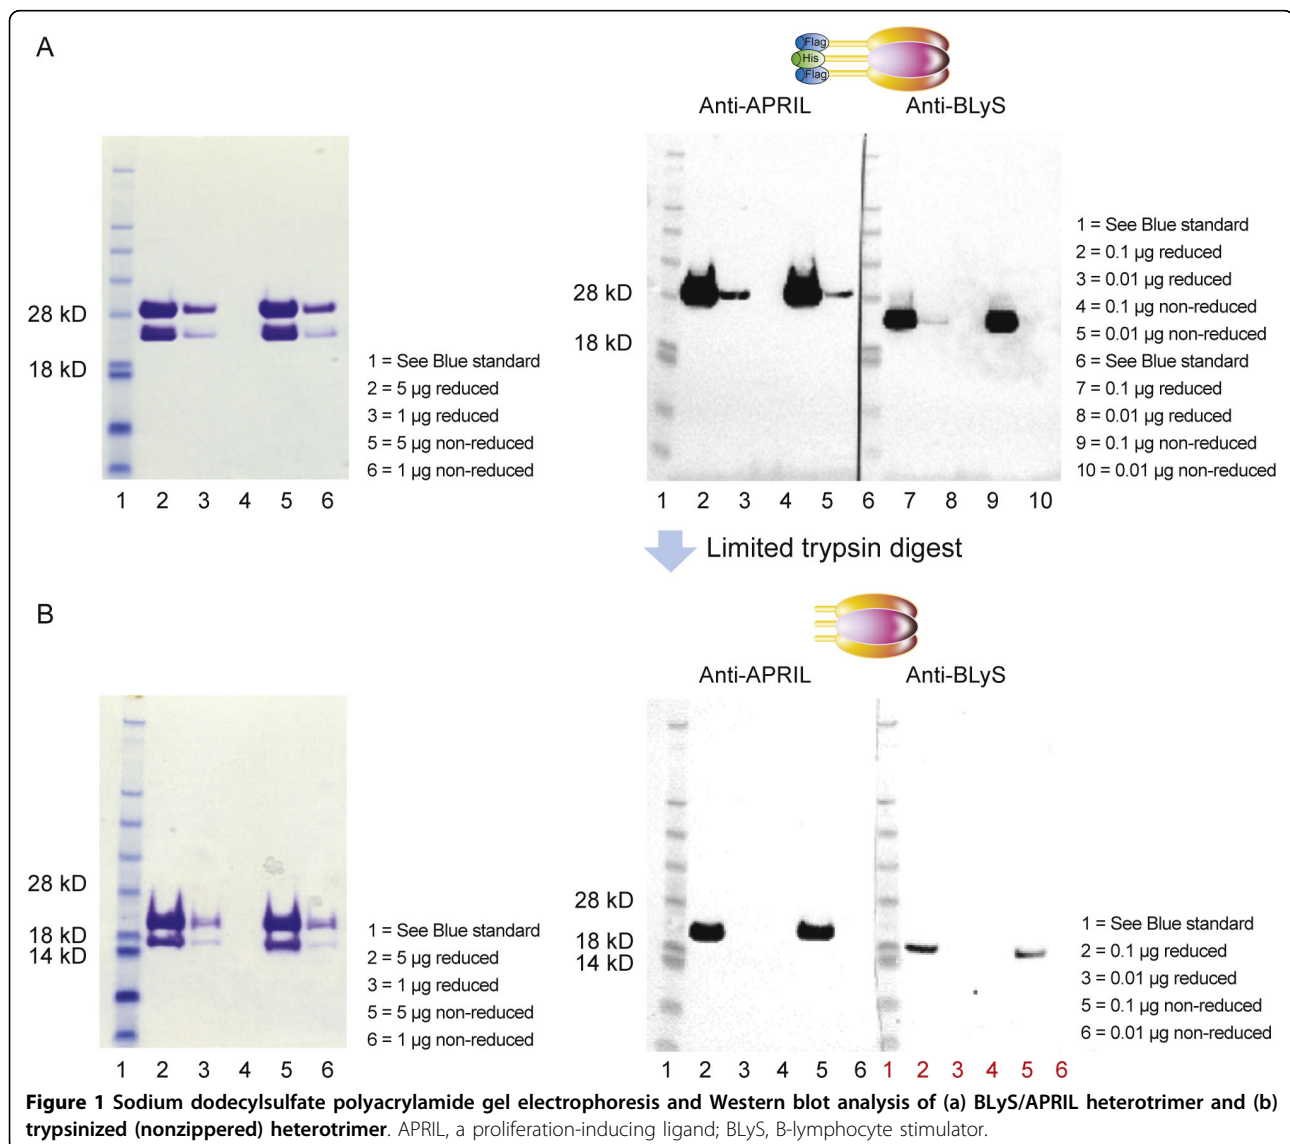 A
Flag
His
Flag
Anti-APRIL Anti-BLyS
28 kD
18 kD
1 = See Blue standard
2 = 5 µg reduced
3 = 1 µg reduced
5 = 5 µg non-reduced
6 = 1 µg non-reduced
1 2 3 4 5 6
28 kD
18 kD
1 = See Blue standard
2 = 0.1 µg reduced
3 = 0.01 µg reduced
4 = 0.1 µg non-reduced
5 = 0.01 µg non-reduced
6 = See Blue standard
7 = 0.1 µg reduced
8 = 0.01 µg reduced
9 = 0.1 µg non-reduced
10 = 0.01 µg non-reduced
1 2 3 4 5 6 7 8 9 10
Limited trypsin digest
B
Anti-APRIL Anti-BLyS
28 kD
18 kD
14 kD
1 = See Blue standard
2 = 5 µg reduced
3 = 1 µg reduced
5 = 5 µg non-reduced
6 = 1 µg non-reduced
1 2 3 4 5 6
28 kD
18 kD
14 kD
1 = See Blue standard
2 = 0.1 µg reduced
3 = 0.01 µg reduced
5 = 0.1 µg non-reduced
6 = 0.01 µg non-reduced
1 2 3 4 5 6 1 2 3 4 5 6
Figure 1 Sodium dodecylsulfate polyacrylamide gel electrophoresis and Western blot analysis of (a) BLyS/APRIL heterotrimer and (b)
trypsinized (nonzippered) heterotrimer. APRIL, a proliferation-inducing ligand; BLyS, B-lymphocyte stimulator.